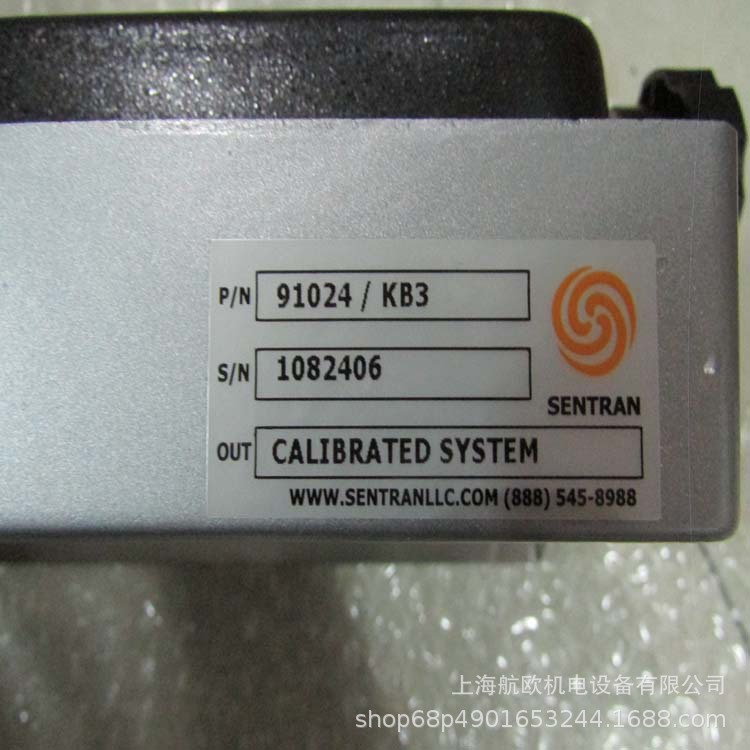 P/N 91024 / KB3
S/N 1082406
SENTRAN
OUT CALIBRATED SYSTEM
WWW.SENTRANLLC.COM (888) 545-8988
上海航欧机电设备有限公司
shop68p4901653244.1688.com